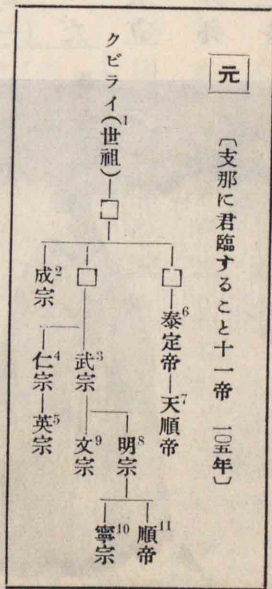 元
〔支那に君臨すること十一帝 一〇五年〕
クビライ(世祖)1
泰定帝6―天順帝7
成宗2
武宗3
仁宗4―英宗5
明宗8
文宗9
順帝11
寧宗10